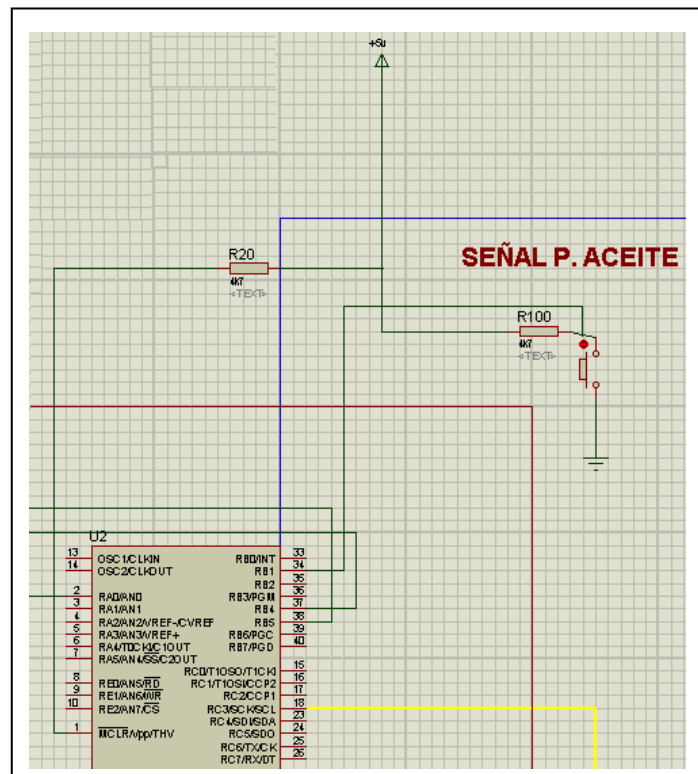 +5v
R20
4k7
<TEXT>
SEÑAL P. ACEITE
R100
4k7
<TEXT>
U2
13 OSC1/CLKIN
14 OSC2/CLKOUT
2 RA0/AN0
3 RA1/AN1
4 RA2/AN2/VREF-/CVREF
5 RA3/AN3/VREF+
6 RA4/T0CKI/C1OUT
7 RA5/AN4/SS/C2OUT
8 RE0/AN5/RD
9 RE1/AN6/WR
10 RE2/AN7/CS
1 MCLR/Vpp/THV
RB0/INT 33
RB1 34
RB2 35
RB3/PGM 36
RB4 37
RB5 38
RB6/PGC 39
RB7/PGD 40
RC0/T1OSO/T1CKI 15
RC1/T1OSI/CCP2 16
RC2/CCP1 17
RC3/SCK/SCL 18
RC4/SDI/SDA 23
RC5/SDO 24
RC6/TX/CK 25
RC7/RX/DT 26